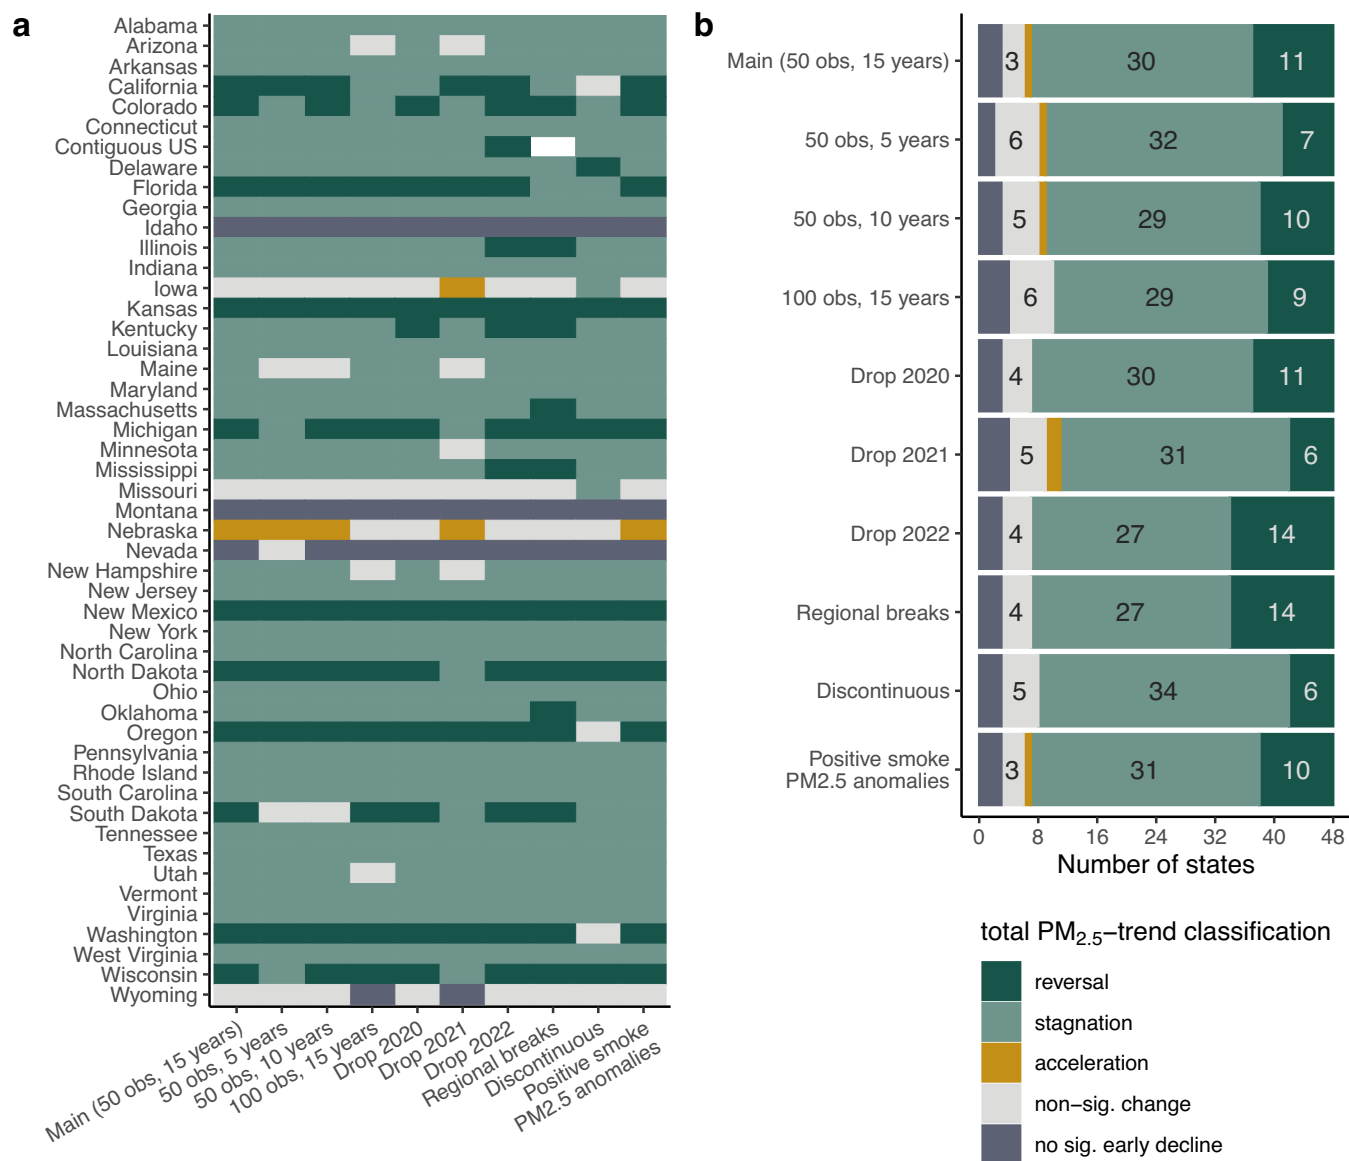 a
Alabama
Arizona
Arkansas
California
Colorado
Connecticut
Contiguous US
Delaware
Florida
Georgia
Idaho
Illinois
Indiana
Iowa
Kansas
Kentucky
Louisiana
Maine
Maryland
Massachusetts
Michigan
Minnesota
Mississippi
Missouri
Montana
Nebraska
Nevada
New Hampshire
New Jersey
New Mexico
New York
North Carolina
North Dakota
Ohio
Oklahoma
Oregon
Pennsylvania
Rhode Island
South Carolina
South Dakota
Tennessee
Texas
Utah
Vermont
Virginia
Washington
West Virginia
Wisconsin
Wyoming
Main (50 obs, 15 years)
50 obs, 5 years
50 obs, 10 years
100 obs, 15 years
Drop 2020
Drop 2021
Drop 2022
Regional breaks
Discontinuous
Positive smoke
PM2.5 anomalies
b
Main (50 obs, 15 years) 3 30 11
50 obs, 5 years 6 32 7
50 obs, 10 years 5 29 10
100 obs, 15 years 6 29 9
Drop 2020 4 30 11
Drop 2021 5 31 6
Drop 2022 4 27 14
Regional breaks 4 27 14
Discontinuous 5 34 6
Positive smoke
PM2.5 anomalies 3 31 10
0 8 16 24 32 40 48
Number of states
total PM2.5−trend classification
reversal
stagnation
acceleration
non−sig. change
no sig. early decline